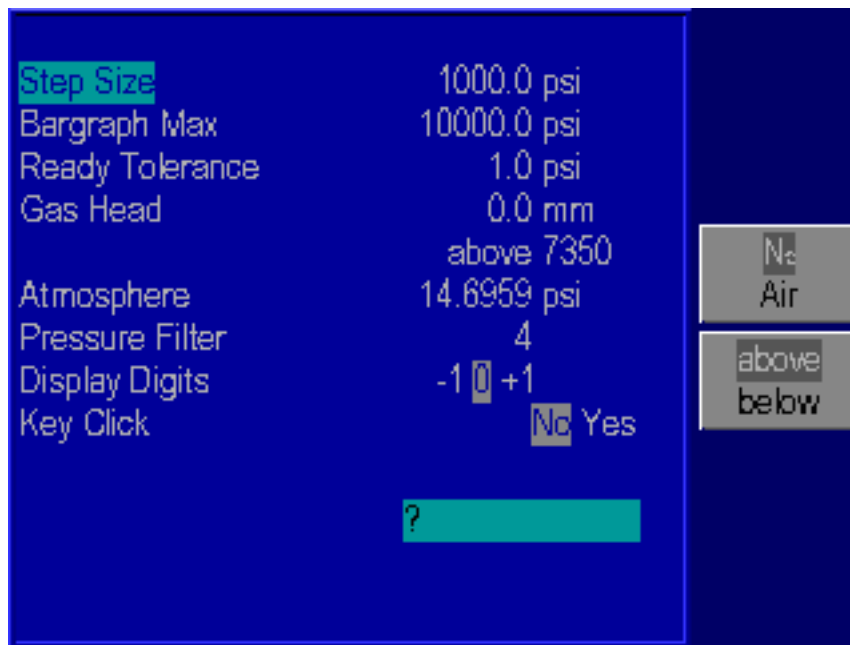 Step Size 1000.0 psi
Bargraph Max 10000.0 psi
Ready Tolerance 1.0 psi
Gas Head 0.0 mm
above 7350
Atmosphere 14.6959 psi
Pressure Filter 4
Display Digits -1 0 +1
Key Click No Yes
?
N₂
Air
above
below